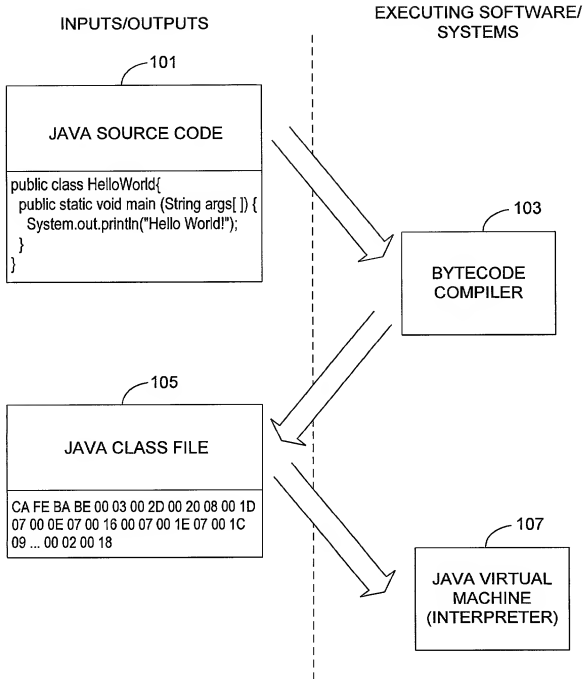 INPUTS/OUTPUTS
EXECUTING SOFTWARE/
SYSTEMS
101
JAVA SOURCE CODE
public class HelloWorld{
public static void main (String args[ ]) {
System.out.println("Hello World!");
}
}
103
BYTECODE
COMPILER
105
JAVA CLASS FILE
CA FE BA BE 00 03 00 2D 00 20 08 00 1D
07 00 0E 07 00 16 00 07 00 1E 07 00 1C
09 ... 00 02 00 18
107
JAVA VIRTUAL
MACHINE
(INTERPRETER)